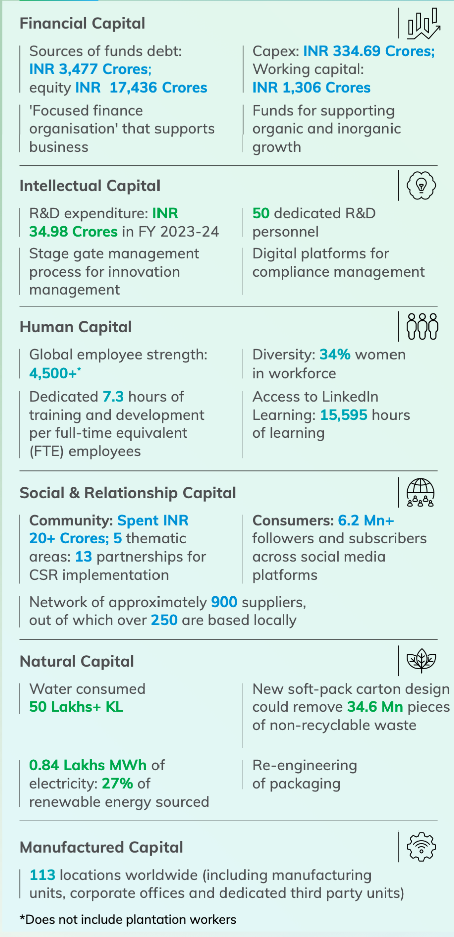 Financial Capital
Sources of funds debt:
INR 3,477 Crores;
equity INR 17,436 Crores
Capex: INR 334.69 Crores;
Working capital:
INR 1,306 Crores
'Focused finance
organisation' that supports
business
Funds for supporting
organic and inorganic
growth
Intellectual Capital
R&D expenditure: INR
34.98 Crores in FY 2023-24
50 dedicated R&D
personnel
Stage gate management
process for innovation
management
Digital platforms for
compliance management
Human Capital
Global employee strength:
4,500+*
Diversity: 34% women
in workforce
Dedicated 7.3 hours of
training and development
per full-time equivalent
(FTE) employees
Access to LinkedIn
Learning: 15,595 hours
of learning
Social & Relationship Capital
Community: Spent INR
20+ Crores; 5 thematic
areas: 13 partnerships for
CSR implementation
Consumers: 6.2 Mn+
followers and subscribers
across social media
platforms
Network of approximately 900 suppliers,
out of which over 250 are based locally
Natural Capital
Water consumed
50 Lakhs+ KL
New soft-pack carton design
could remove 34.6 Mn pieces
of non-recyclable waste
0.84 Lakhs MWh of
electricity: 27% of
renewable energy sourced
Re-engineering
of packaging
Manufactured Capital
113 locations worldwide (including manufacturing
units, corporate offices and dedicated third party units)
*Does not include plantation workers